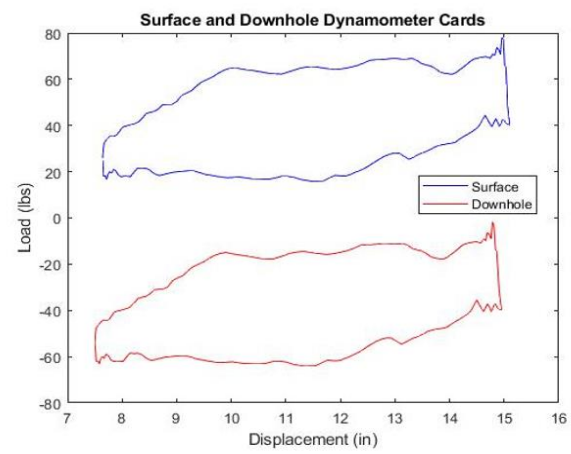 Surface and Downhole Dynamometer Cards
80
60
40
20
0
-20
-40
-60
-80
Load (lbs)
Surface
Downhole
7 8 9 10 11 12 13 14 15 16
Displacement (in)